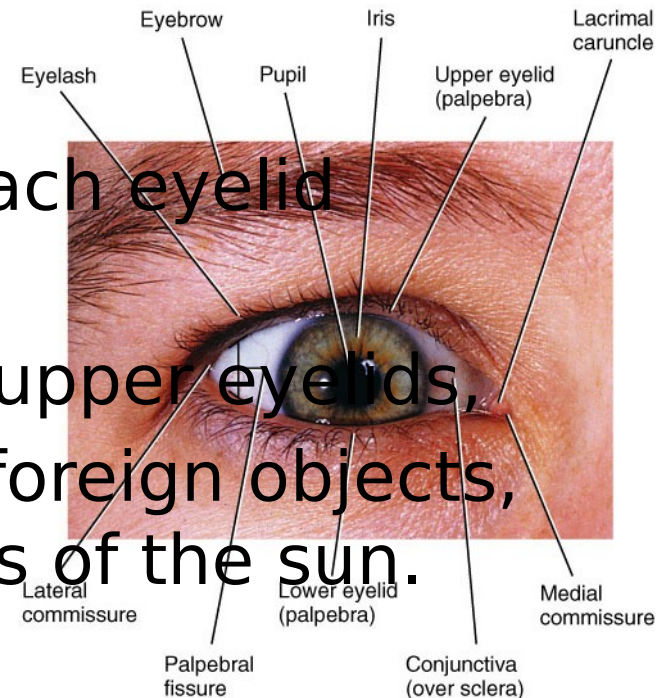 Eyebrow
Iris
Lacrimal
caruncle
Eyelash
Pupil
Upper eyelid
(palpebra)
ach eyelid
upper eyelids,
foreign objects,
s of the sun.
Lateral
commissure
Lower eyelid
(palpebra)
Medial
commissure
Palpebral
fissure
Conjunctiva
(over sclera)